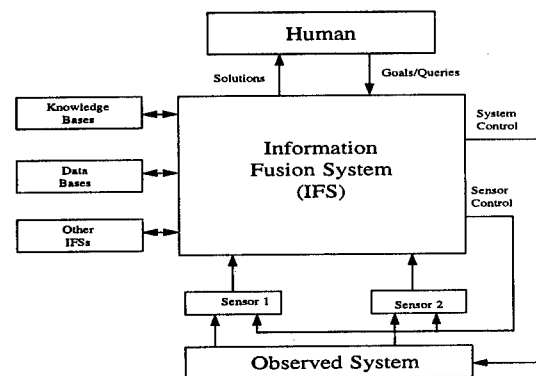 Human
Solutions
Goals/Queries
Knowledge
Bases
Data
Bases
Other
IFSs
Information
Fusion System
(IFS)
System
Control
Sensor
Control
Sensor 1
Sensor 2
Observed System